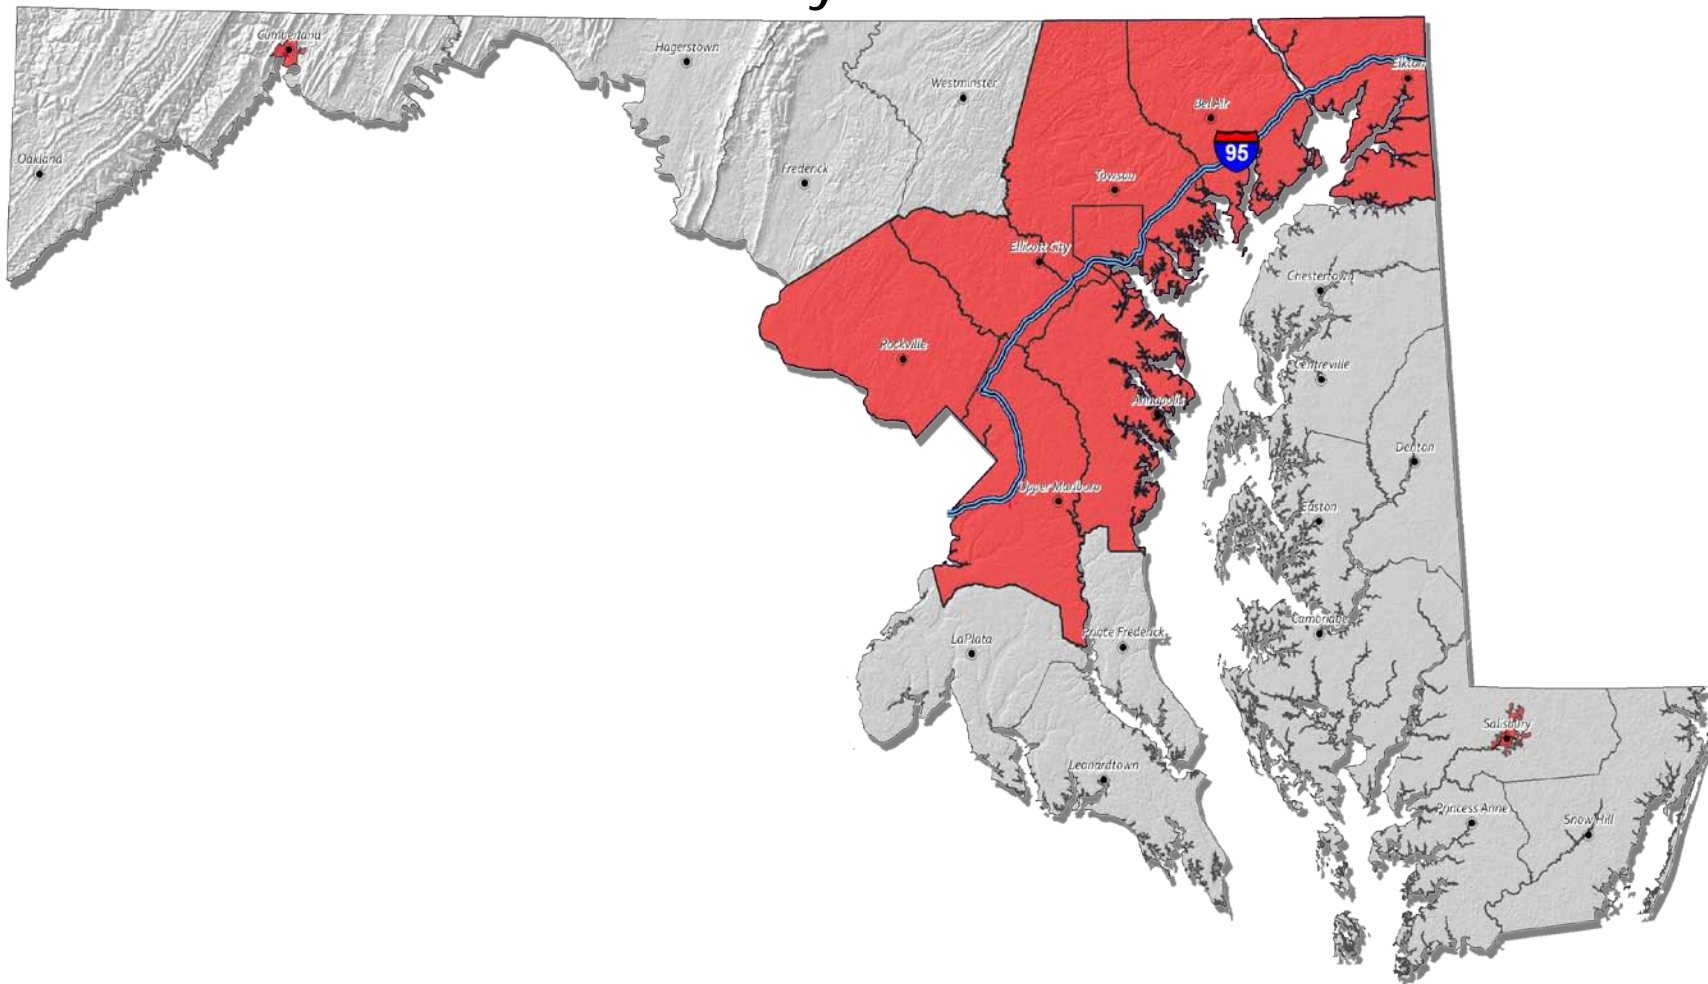 Cumberland
Hagerstown
Elkton
Westminster
Bel Air
95
Oakland
Frederick
Towson
Ellicott City
Chestertown
Rockville
Centreville
Annapolis
Denton
Upper Marlboro
Easton
Cambridge
LaPlata
Prince Frederick
Salisbury
Leonardtown
Princess Anne
Snow Hill